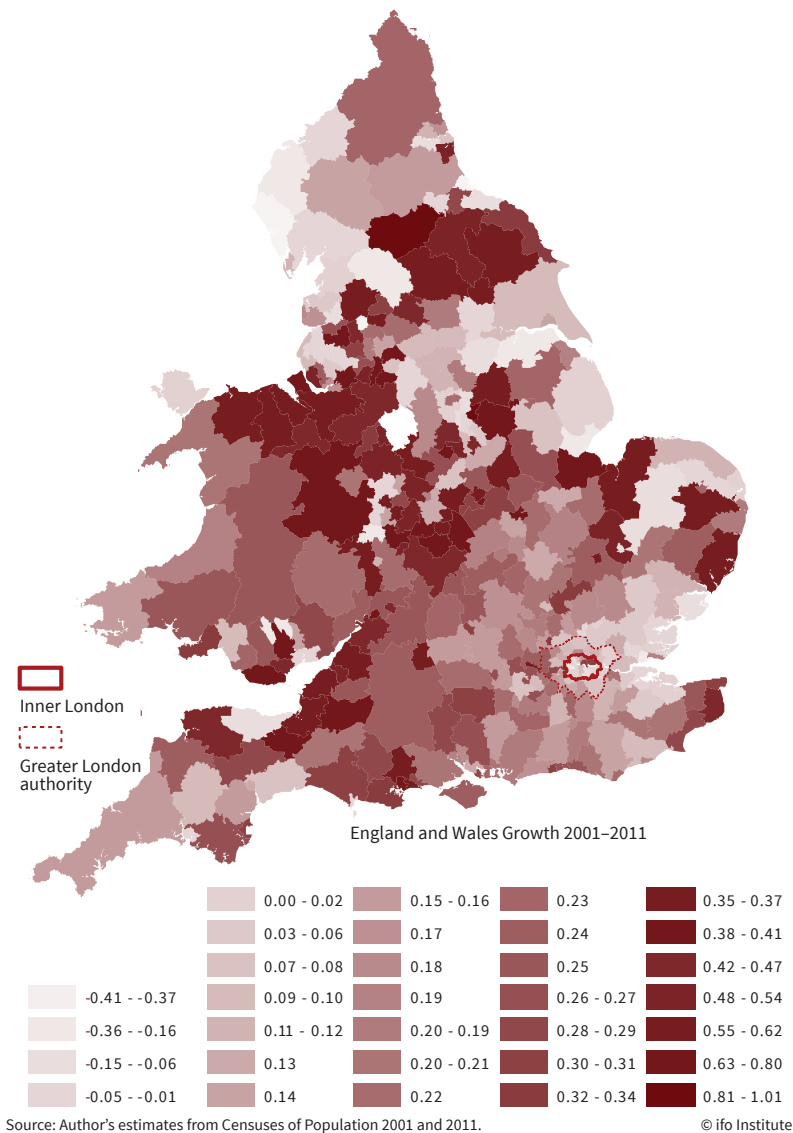 Inner London
Greater London
authority
England and Wales Growth 2001–2011
-0.41 - -0.37
-0.36 - -0.16
-0.15 - -0.06
-0.05 - -0.01
0.00 - 0.02
0.03 - 0.06
0.07 - 0.08
0.09 - 0.10
0.11 - 0.12
0.13
0.14
0.15 - 0.16
0.17
0.18
0.19
0.20 - 0.19
0.20 - 0.21
0.22
0.23
0.24
0.25
0.26 - 0.27
0.28 - 0.29
0.30 - 0.31
0.32 - 0.34
0.35 - 0.37
0.38 - 0.41
0.42 - 0.47
0.48 - 0.54
0.55 - 0.62
0.63 - 0.80
0.81 - 1.01
Source: Author's estimates from Censuses of Population 2001 and 2011.
© ifo Institute